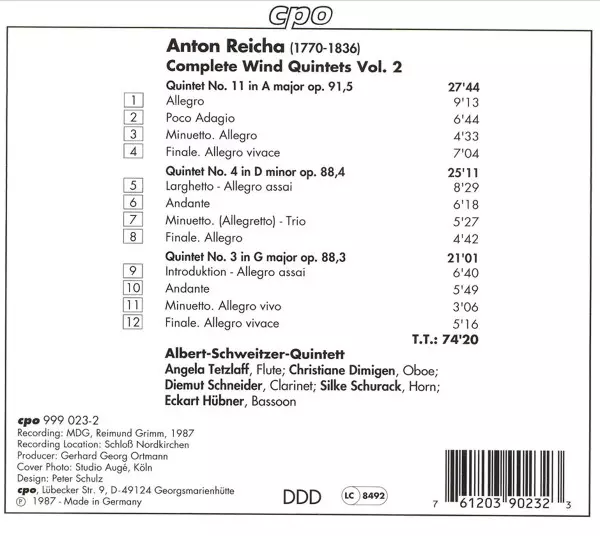 cpo
Anton Reicha (1770-1836)
Complete Wind Quintets Vol. 2
Quintet No. 11 in A major op. 91,5 27'44
1 Allegro 9'13
2 Poco Adagio 6'44
3 Minuetto. Allegro 4'33
4 Finale. Allegro vivace 7'04
Quintet No. 4 in D minor op. 88,4 25'11
5 Larghetto - Allegro assai 8'29
6 Andante 6'18
7 Minuetto. (Allegretto) - Trio 5'27
8 Finale. Allegro 4'42
Quintet No. 3 in G major op. 88,3 21'01
9 Introduktion - Allegro assai 6'40
10 Andante 5'49
11 Minuetto. Allegro vivo 3'06
12 Finale. Allegro vivace 5'16
T.T.: 74'20
Albert-Schweitzer-Quintett
Angela Tetzlaff, Flute; Christiane Dimigen, Oboe;
Diemut Schneider, Clarinet; Silke Schurack, Horn;
Eckart Hübner, Bassoon
cpo 999 023-2
Recording: MDG, Reimund Grimm, 1987
Recording Location: Schloß Nordkirchen
Producer: Gerhard Georg Ortmann
Cover Photo: Studio Augé, Köln
Design: Peter Schulz
cpo, Lübecker Str. 9, D-49124 Georgsmarienhütte
℗ 1987 - Made in Germany
DDD
LC 8492
7 61203 90232 3